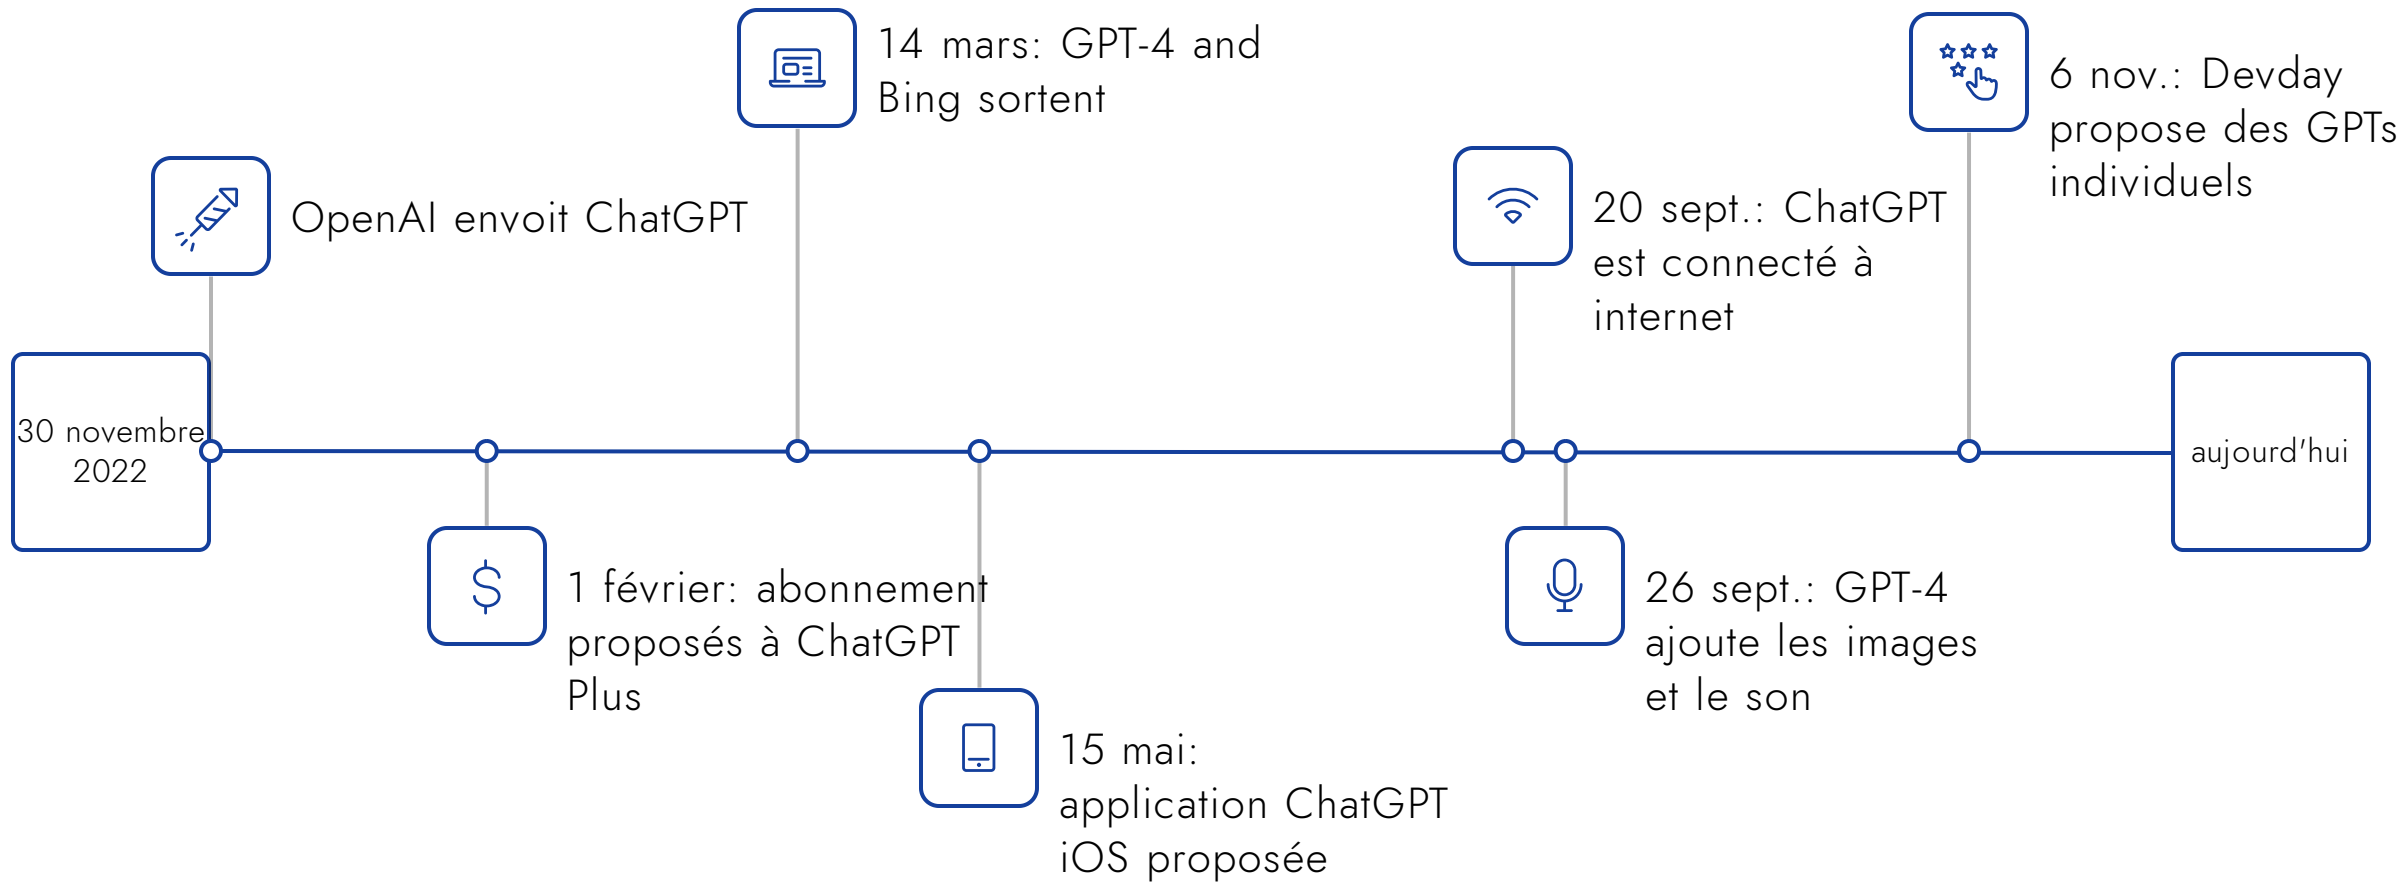 30 novembre
2022
OpenAI envoit ChatGPT
1 février: abonnement
proposés à ChatGPT
Plus
14 mars: GPT-4 and
Bing sortent
15 mai:
application ChatGPT
iOS proposée
20 sept.: ChatGPT
est connecté à
internet
26 sept.: GPT-4
ajoute les images
et le son
6 nov.: Devday
propose des GPTs
individuels
aujourd'hui